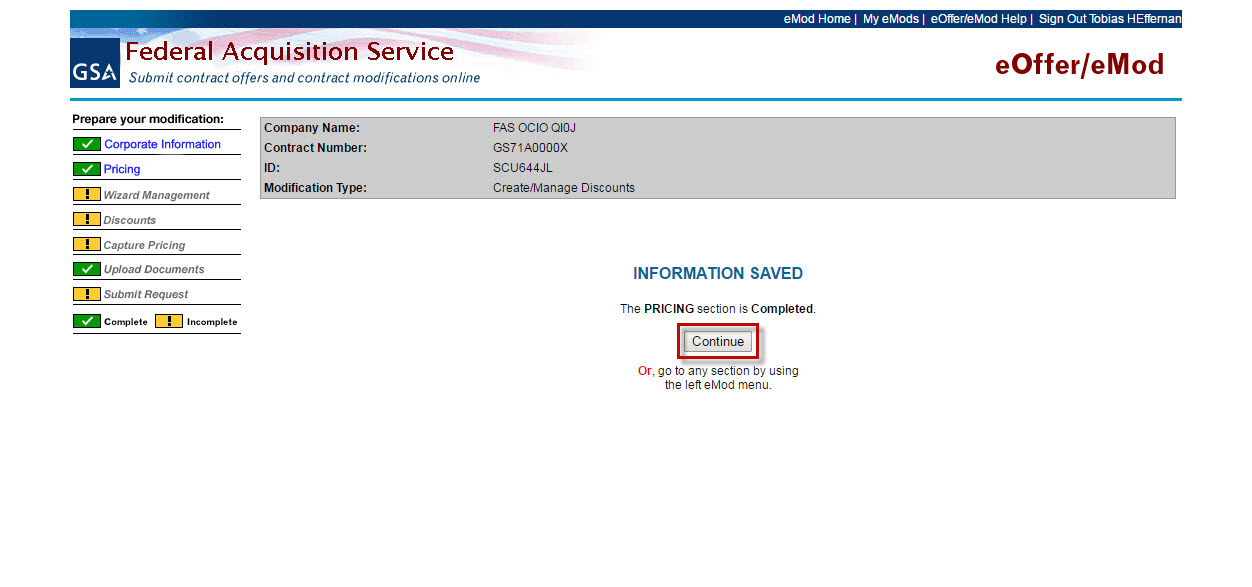 eMod Home | My eMods | eOffer/eMod Help | Sign Out Tobias HEffernan
GSA
Federal Acquisition Service
Submit contract offers and contract modifications online
eOffer/eMod
Prepare your modification:
Corporate Information
Pricing
Wizard Management
Discounts
Capture Pricing
Upload Documents
Submit Request
Complete Incomplete
Company Name: FAS OCIO QI0J
Contract Number: GS71A0000X
ID: SCU644JL
Modification Type: Create/Manage Discounts
INFORMATION SAVED
The PRICING section is Completed.
Continue
Or, go to any section by using
the left eMod menu.